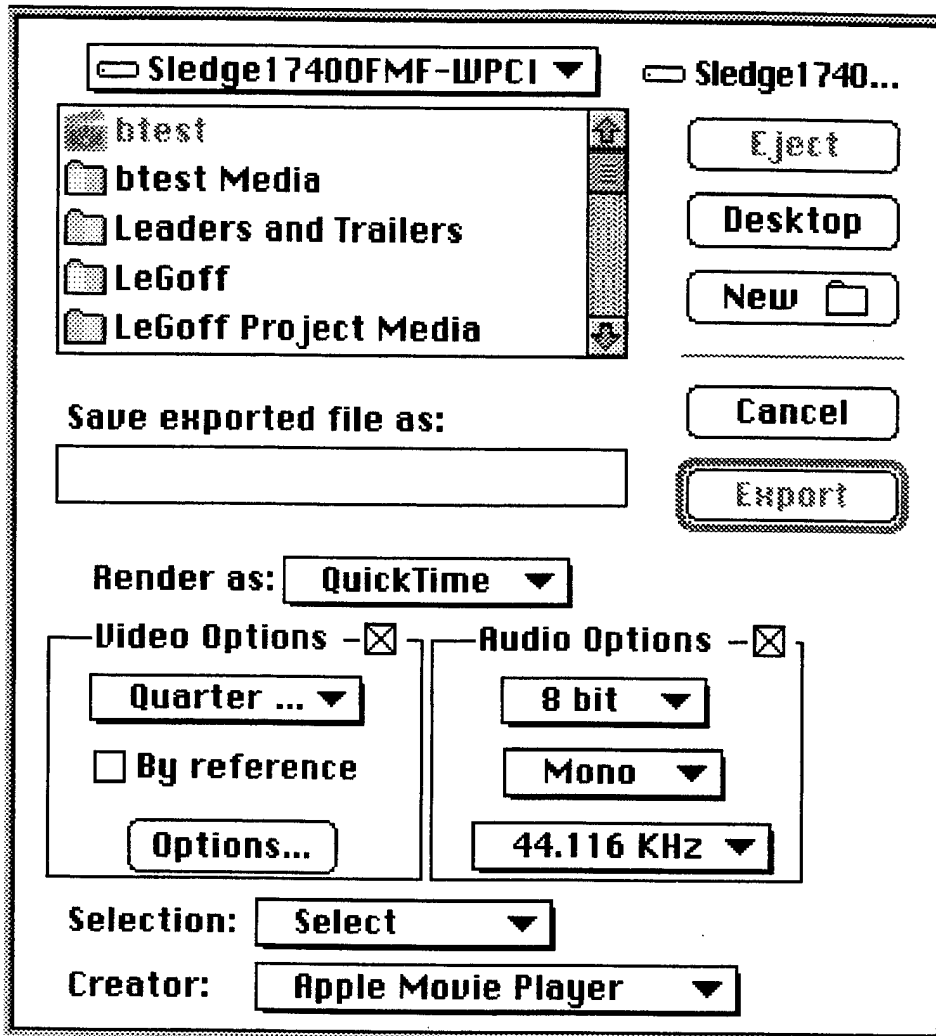 Sledge17400FMF-WPCI
Sledge1740...
btest
btest Media
Leaders and Trailers
LeGoff
LeGoff Project Media
Eject
Desktop
New
Save exported file as:
Cancel
Export
Render as: QuickTime
Video Options
Quarter ...
By reference
Options...
Audio Options
8 bit
Mono
44.116 KHz
Selection: Select
Creator: Apple Movie Player